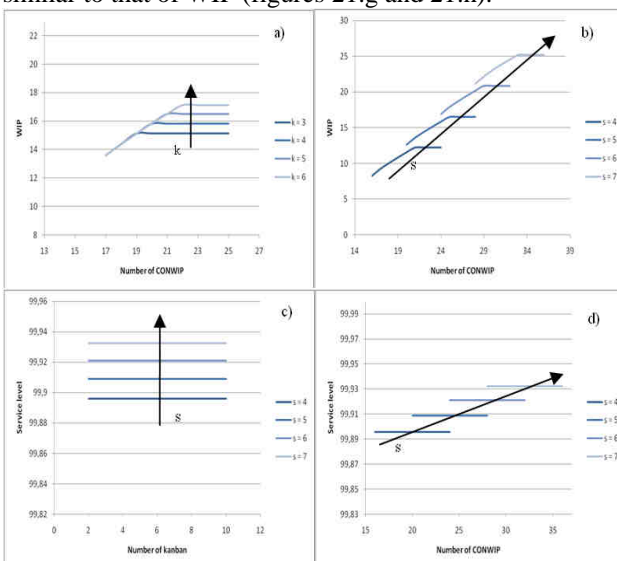 similar to that of WIP (figures 21.g and 21.h).
a)
22
20
18
16
14
12
10
8
WIP
k
13 15 17 19 21 23 25 27
Number of CONWIP
k = 3
k = 4
k = 5
k = 6
b)
30
25
20
15
10
5
0
WIP
s
14 19 24 29 34 39
Number of CONWIP
s = 4
s = 5
s = 6
s = 7
c)
99,96
99,94
99,92
99,9
99,88
99,86
99,84
99,82
Service level
s
0 2 4 6 8 10 12
Number of kanban
s = 4
s = 5
s = 6
s = 7
d)
99,99
99,97
99,95
99,93
99,91
99,89
99,87
99,85
99,83
Service level
s
15 20 25 30 35
Number of CONWIP
s = 4
s = 5
s = 6
s = 7